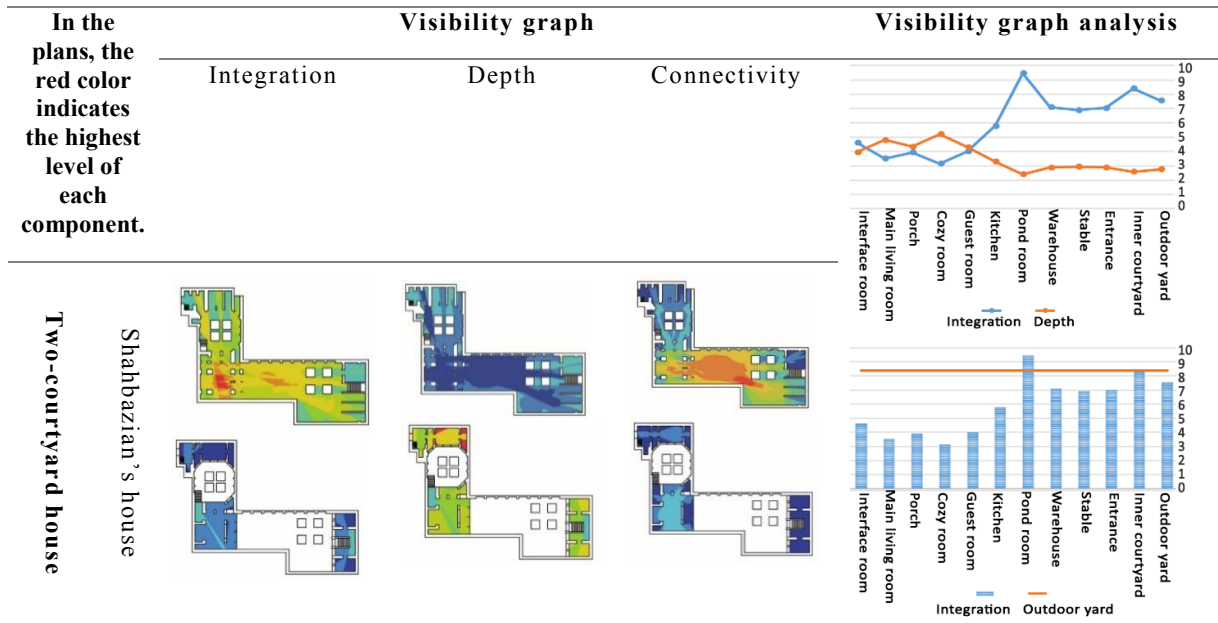 In the
plans, the
red color
indicates
the highest
level of
each
component.
Visibility graph
Visibility graph analysis
Integration
Depth
Connectivity
10
9
8
7
6
5
4
3
2
1
0
Interface room
Main living room
Porch
Cozy room
Guest room
Kitchen
Pond room
Warehouse
Stable
Entrance
Inner courtyard
Outdoor yard
Integration
Depth
Two-courtyard house
Shahbazian's house
10
9
8
7
6
5
4
3
2
1
0
Interface room
Main living room
Porch
Cozy room
Guest room
Kitchen
Pond room
Warehouse
Stable
Entrance
Inner courtyard
Outdoor yard
Integration
Outdoor yard